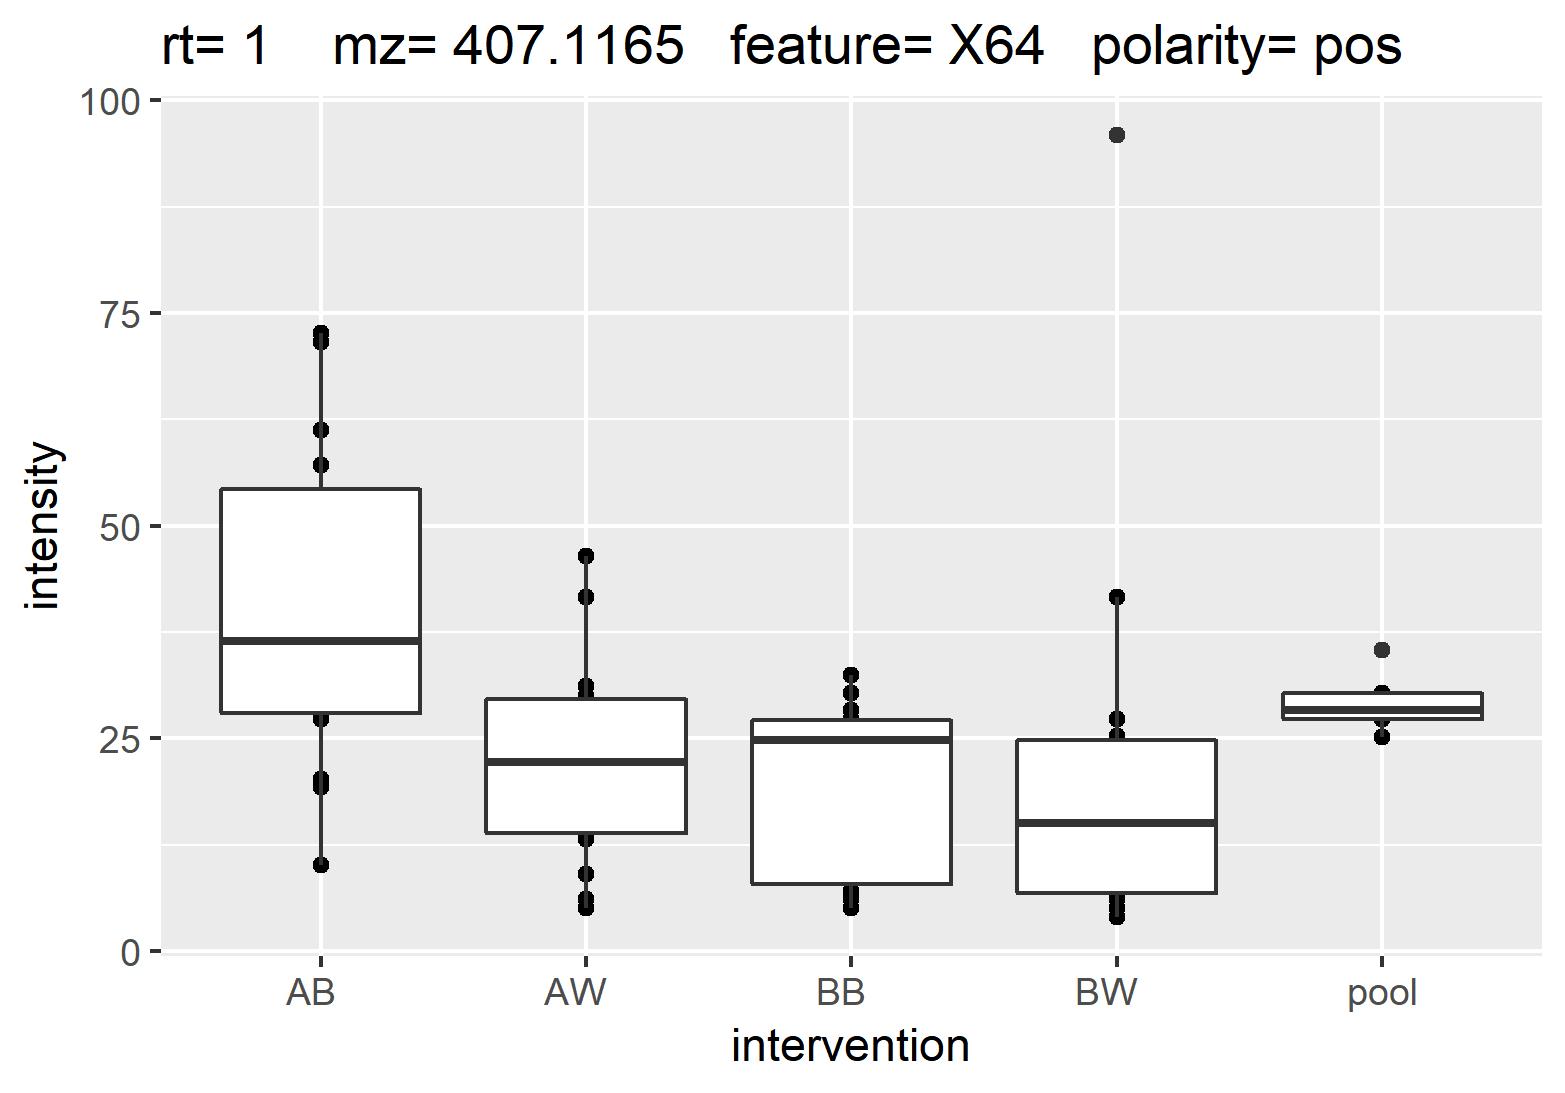 rt= 1 mz= 407.1165 feature= X64 polarity= pos
100
75
50
25
0
intensity
AB AW BB BW pool
intervention